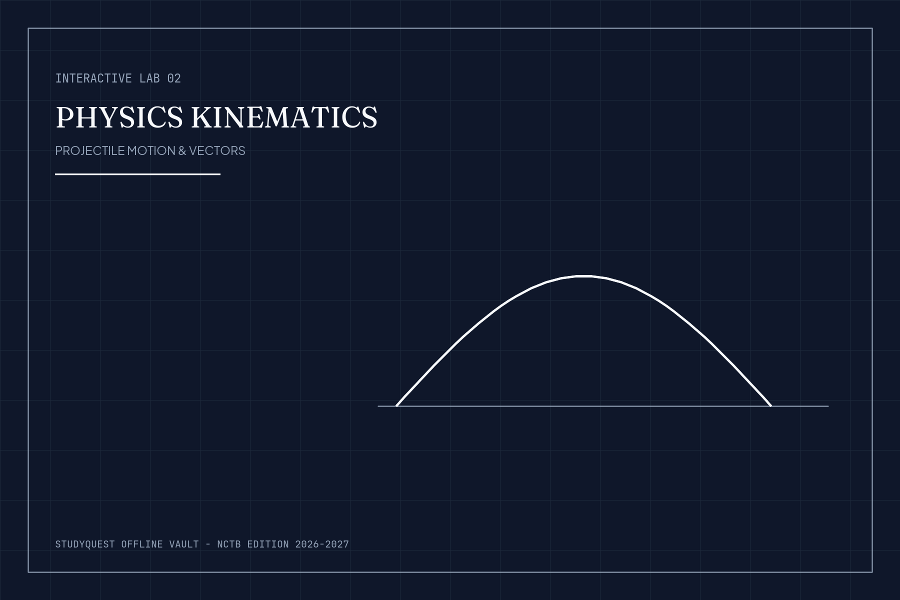 INTERACTIVE LAB 02
PHYSICS KINEMATICS
PROJECTILE MOTION & VECTORS
STUDYQUEST OFFLINE VAULT - NCTB EDITION 2026-2027